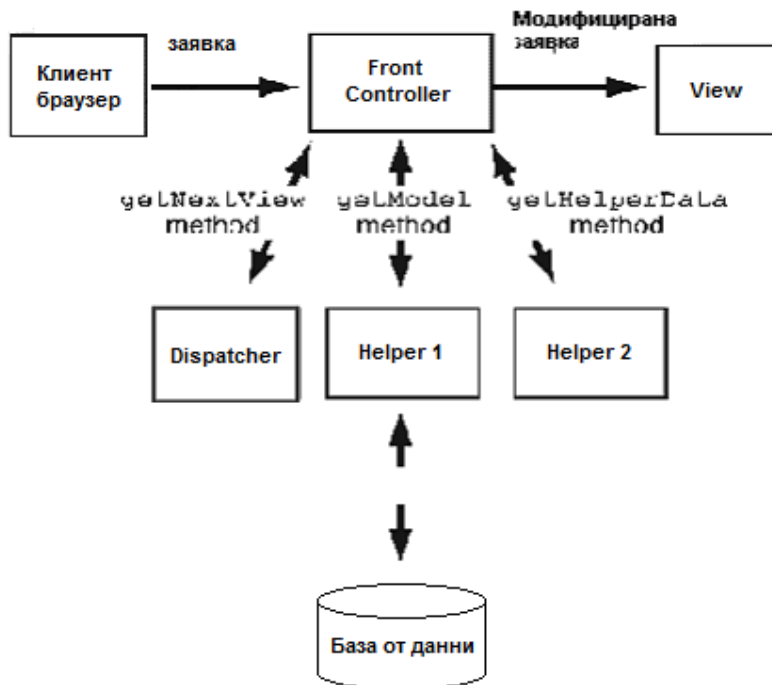 Клиент
браузер
заявка
Front
Controller
Модифицирана
заявка
View
getNextView
method
getModel
method
getHelperData
method
Dispatcher
Helper 1
Helper 2
База от данни